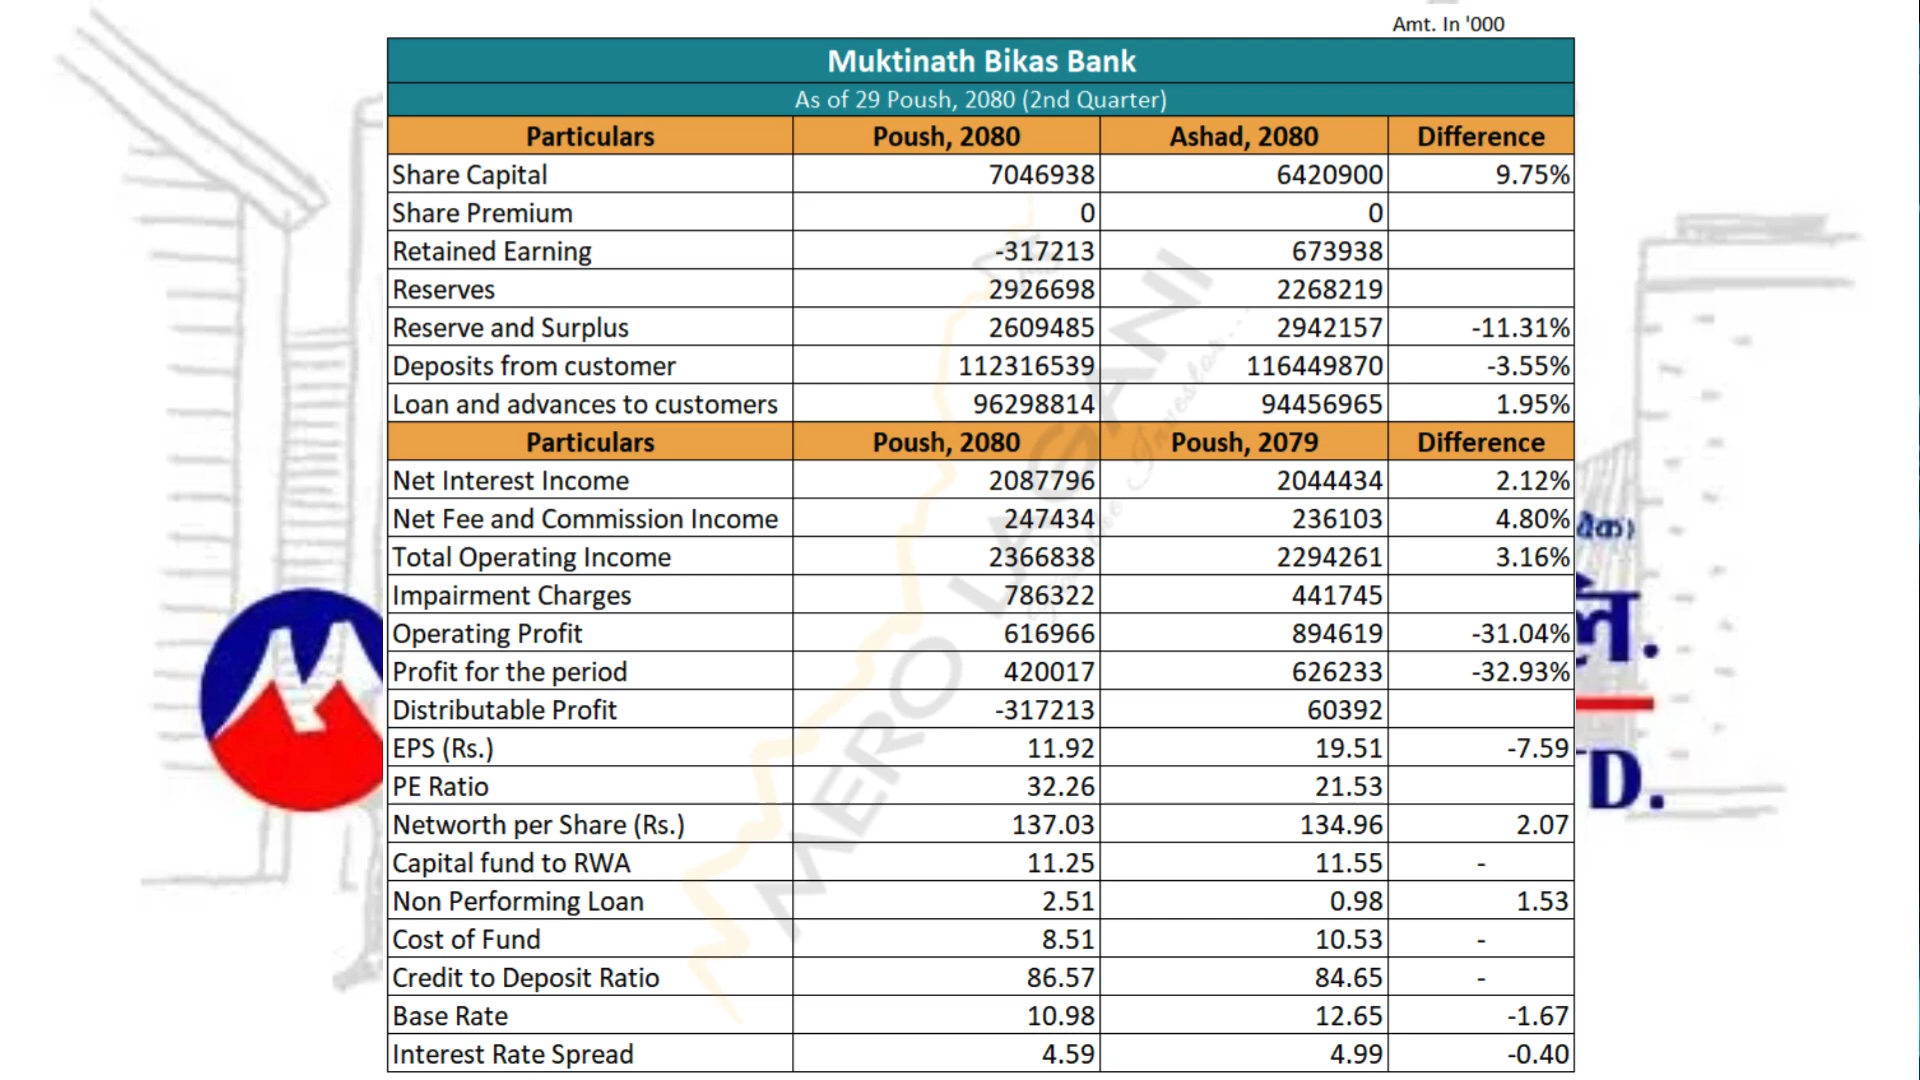 Amt. In '000
Muktinath Bikas Bank
As of 29 Poush, 2080 (2nd Quarter)
Particulars Poush, 2080 Ashad, 2080 Difference
Share Capital 7046938 6420900 9.75%
Share Premium 0 0
Retained Earning -317213 673938
Reserves 2926698 2268219
Reserve and Surplus 2609485 2942157 -11.31%
Deposits from customer 112316539 116449870 -3.55%
Loan and advances to customers 96298814 94456965 1.95%
Particulars Poush, 2080 Poush, 2079 Difference
Net Interest Income 2087796 2044434 2.12%
Net Fee and Commission Income 247434 236103 4.80%
Total Operating Income 2366838 2294261 3.16%
Impairment Charges 786322 441745
Operating Profit 616966 894619 -31.04%
Profit for the period 420017 626233 -32.93%
Distributable Profit -317213 60392
EPS (Rs.) 11.92 19.51 -7.59
PE Ratio 32.26 21.53
Networth per Share (Rs.) 137.03 134.96 2.07
Capital fund to RWA 11.25 11.55 -
Non Performing Loan 2.51 0.98 1.53
Cost of Fund 8.51 10.53 -
Credit to Deposit Ratio 86.57 84.65 -
Base Rate 10.98 12.65 -1.67
Interest Rate Spread 4.59 4.99 -0.40
MERO LAGANI
D.